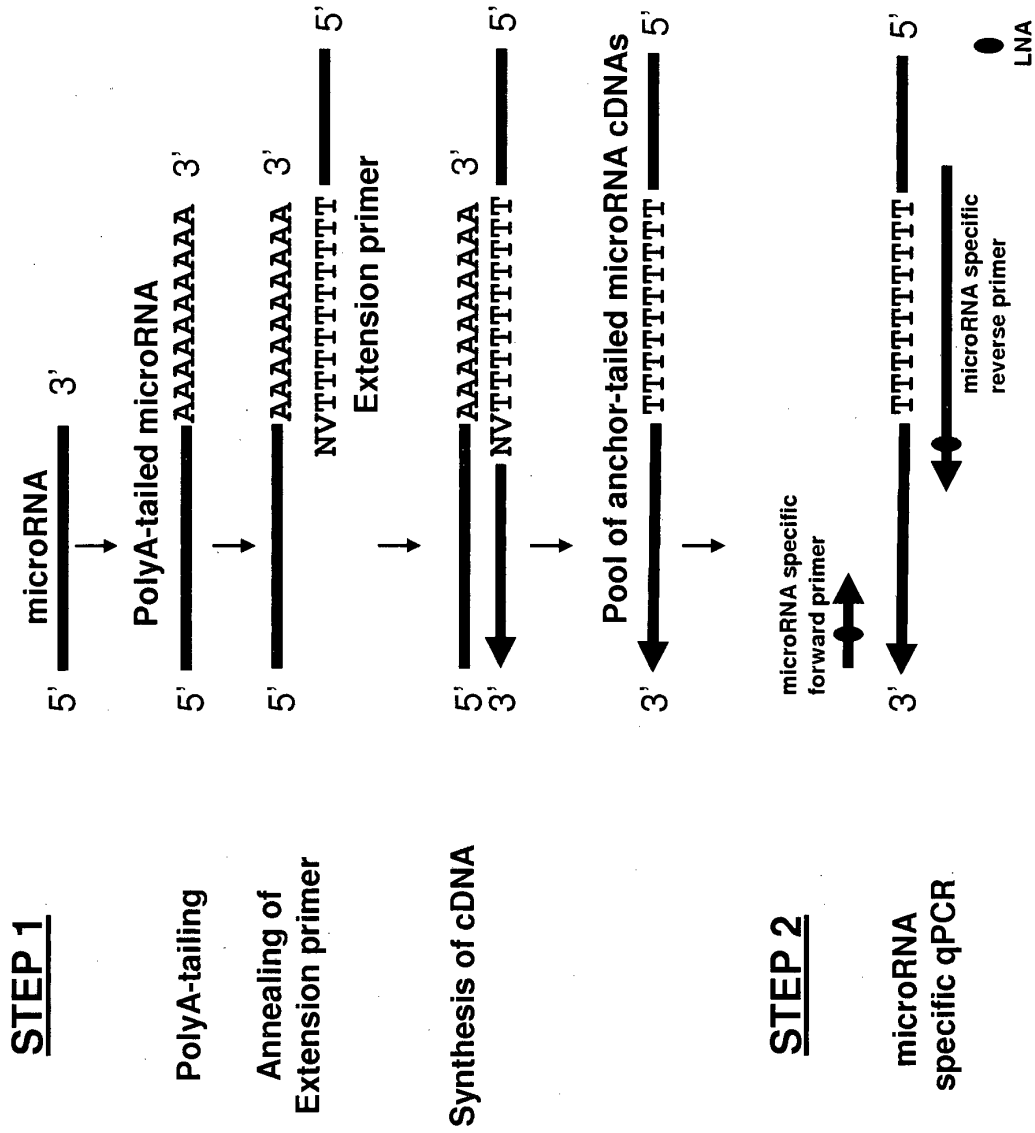 STEP 1
microRNA
5' 3'
PolyA-tailing
PolyA-tailed microRNA
5' AAAAAAAAAA 3'
Annealing of
Extension primer
5' AAAAAAAAAA 3'
NVTTTTTTTTTT 5'
Extension primer
Synthesis of cDNA
5' AAAAAAAAAA 3'
3' NVTTTTTTTTTT 5'
Pool of anchor-tailed microRNA cDNAs
3' TTTTTTTTTT 5'
STEP 2
microRNA
specific qPCR
microRNA specific
forward primer
3' TTTTTTTTTT 5'
microRNA specific
reverse primer
LNA